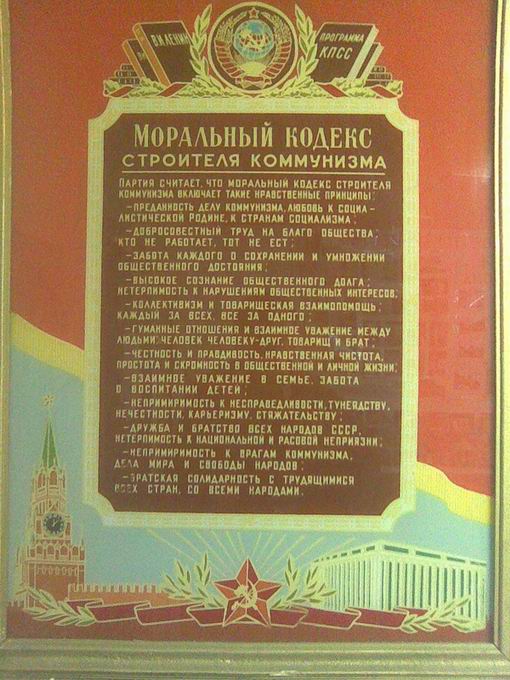 В.И.ЛЕНИН
ПРОГРАММА
КПСС
МОРАЛЬНЫЙ КОДЕКС
СТРОИТЕЛЯ КОММУНИЗМА
ПАРТИЯ СЧИТАЕТ, ЧТО МОРАЛЬНЫЙ КОДЕКС СТРОИТЕЛЯ
КОММУНИЗМА ВКЛЮЧАЕТ ТАКИЕ НРАВСТВЕННЫЕ ПРИНЦИПЫ:
—ПРЕДАННОСТЬ ДЕЛУ КОММУНИЗМА, ЛЮБОВЬ К СОЦИА-
ЛИСТИЧЕСКОЙ РОДИНЕ, К СТРАНАМ СОЦИАЛИЗМА;
—ДОБРОСОВЕСТНЫЙ ТРУД НА БЛАГО ОБЩЕСТВА;
КТО НЕ РАБОТАЕТ, ТОТ НЕ ЕСТ;
—ЗАБОТА КАЖДОГО О СОХРАНЕНИИ И УМНОЖЕНИИ
ОБЩЕСТВЕННОГО ДОСТОЯНИЯ;
—ВЫСОКОЕ СОЗНАНИЕ ОБЩЕСТВЕННОГО ДОЛГА;
НЕТЕРПИМОСТЬ К НАРУШЕНИЯМ ОБЩЕСТВЕННЫХ ИНТЕРЕСОВ;
—КОЛЛЕКТИВИЗМ И ТОВАРИЩЕСКАЯ ВЗАИМОПОМОЩЬ;
КАЖДЫЙ ЗА ВСЕХ, ВСЕ ЗА ОДНОГО;
—ГУМАННЫЕ ОТНОШЕНИЯ И ВЗАИМНОЕ УВАЖЕНИЕ МЕЖДУ
ЛЮДЬМИ; ЧЕЛОВЕК ЧЕЛОВЕКУ-ДРУГ, ТОВАРИЩ И БРАТ;
—ЧЕСТНОСТЬ И ПРАВДИВОСТЬ, НРАВСТВЕННАЯ ЧИСТОТА,
ПРОСТОТА И СКРОМНОСТЬ В ОБЩЕСТВЕННОЙ И ЛИЧНОЙ ЖИЗНИ;
—ВЗАИМНОЕ УВАЖЕНИЕ В СЕМЬЕ, ЗАБОТА
О ВОСПИТАНИИ ДЕТЕЙ;
—НЕПРИМИРИМОСТЬ К НЕСПРАВЕДЛИВОСТИ, ТУНЕЯДСТВУ,
НЕЧЕСТНОСТИ, КАРЬЕРИЗМУ, СТЯЖАТЕЛЬСТВУ;
—ДРУЖБА И БРАТСТВО ВСЕХ НАРОДОВ СССР,
НЕТЕРПИМОСТЬ К НАЦИОНАЛЬНОЙ И РАСОВОЙ НЕПРИЯЗНИ;
—НЕПРИМИРИМОСТЬ К ВРАГАМ КОММУНИЗМА,
ДЕЛА МИРА И СВОБОДЫ НАРОДОВ;
—БРАТСКАЯ СОЛИДАРНОСТЬ С ТРУДЯЩИМИСЯ
ВСЕХ СТРАН, СО ВСЕМИ НАРОДАМИ.